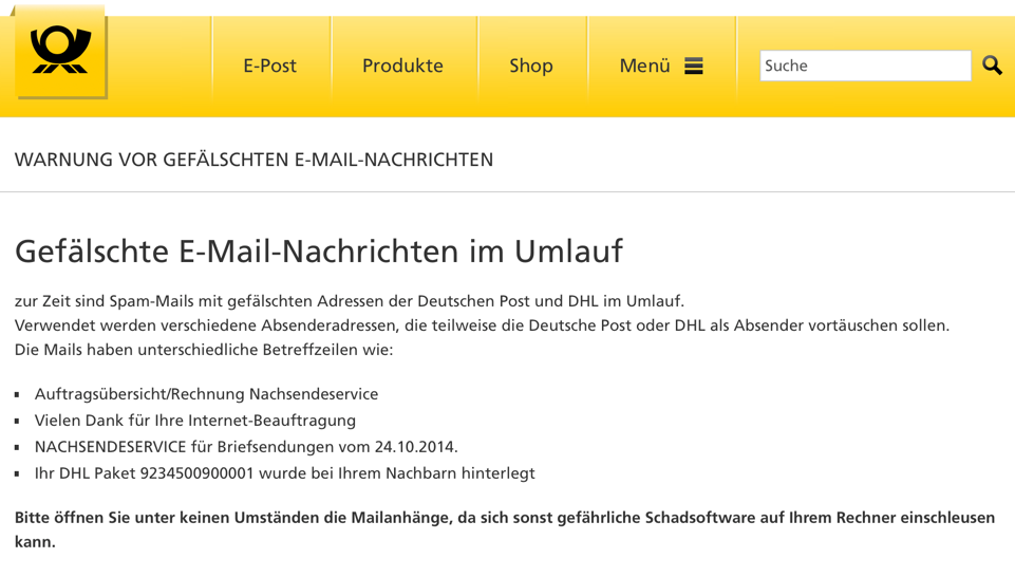 E-Post
Produkte
Shop
Menü
Suche
WARNUNG VOR GEFÄLSCHTEN E-MAIL-NACHRICHTEN
Gefälschte E-Mail-Nachrichten im Umlauf
zur Zeit sind Spam-Mails mit gefälschten Adressen der Deutschen Post und DHL im Umlauf.
Verwendet werden verschiedene Absenderadressen, die teilweise die Deutsche Post oder DHL als Absender vortäuschen sollen.
Die Mails haben unterschiedliche Betreffzeilen wie:
Auftragsübersicht/Rechnung Nachsendeservice
Vielen Dank für Ihre Internet-Beauftragung
NACHSENDESERVICE für Briefsendungen vom 24.10.2014.
Ihr DHL Paket 9234500900001 wurde bei Ihrem Nachbarn hinterlegt
Bitte öffnen Sie unter keinen Umständen die Mailanhänge, da sich sonst gefährliche Schadsoftware auf Ihrem Rechner einschleusen
kann.